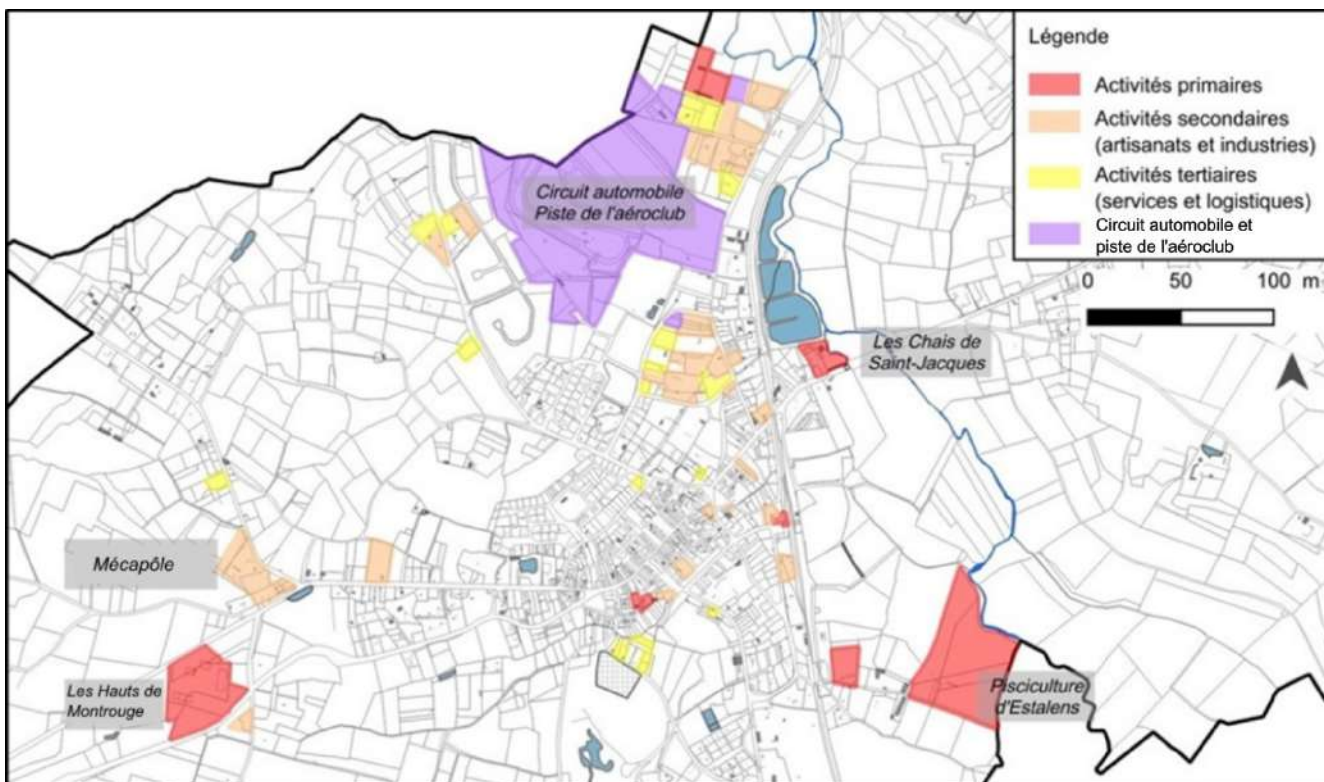 Légende
Activités primaires
Activités secondaires
(artisanats et industries)
Activités tertiaires
(services et logistiques)
Circuit automobile et
piste de l'aéroclub
0 50 100 m
Circuit automobile
Piste de l'aéroclub
Les Chais de
Saint-Jacques
Mécapôle
Les Hauts de
Montrouge
Pisciculture
d'Estalens